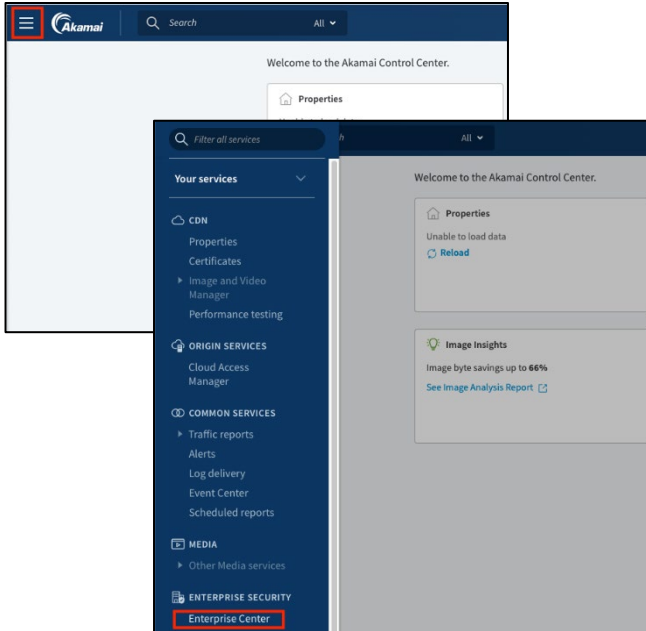 Akamai
Search
All
Welcome to the Akamai Control Center.
Properties
Filter all services
All
Your services
Welcome to the Akamai Control Center.
CDN
Properties
Certificates
Image and Video
Manager
Performance testing
Properties
Unable to load data
Reload
ORIGIN SERVICES
Cloud Access
Manager
Image Insights
Image byte savings up to 66%
See Image Analysis Report
COMMON SERVICES
Traffic reports
Alerts
Log delivery
Event Center
Scheduled reports
MEDIA
Other Media services
ENTERPRISE SECURITY
Enterprise Center